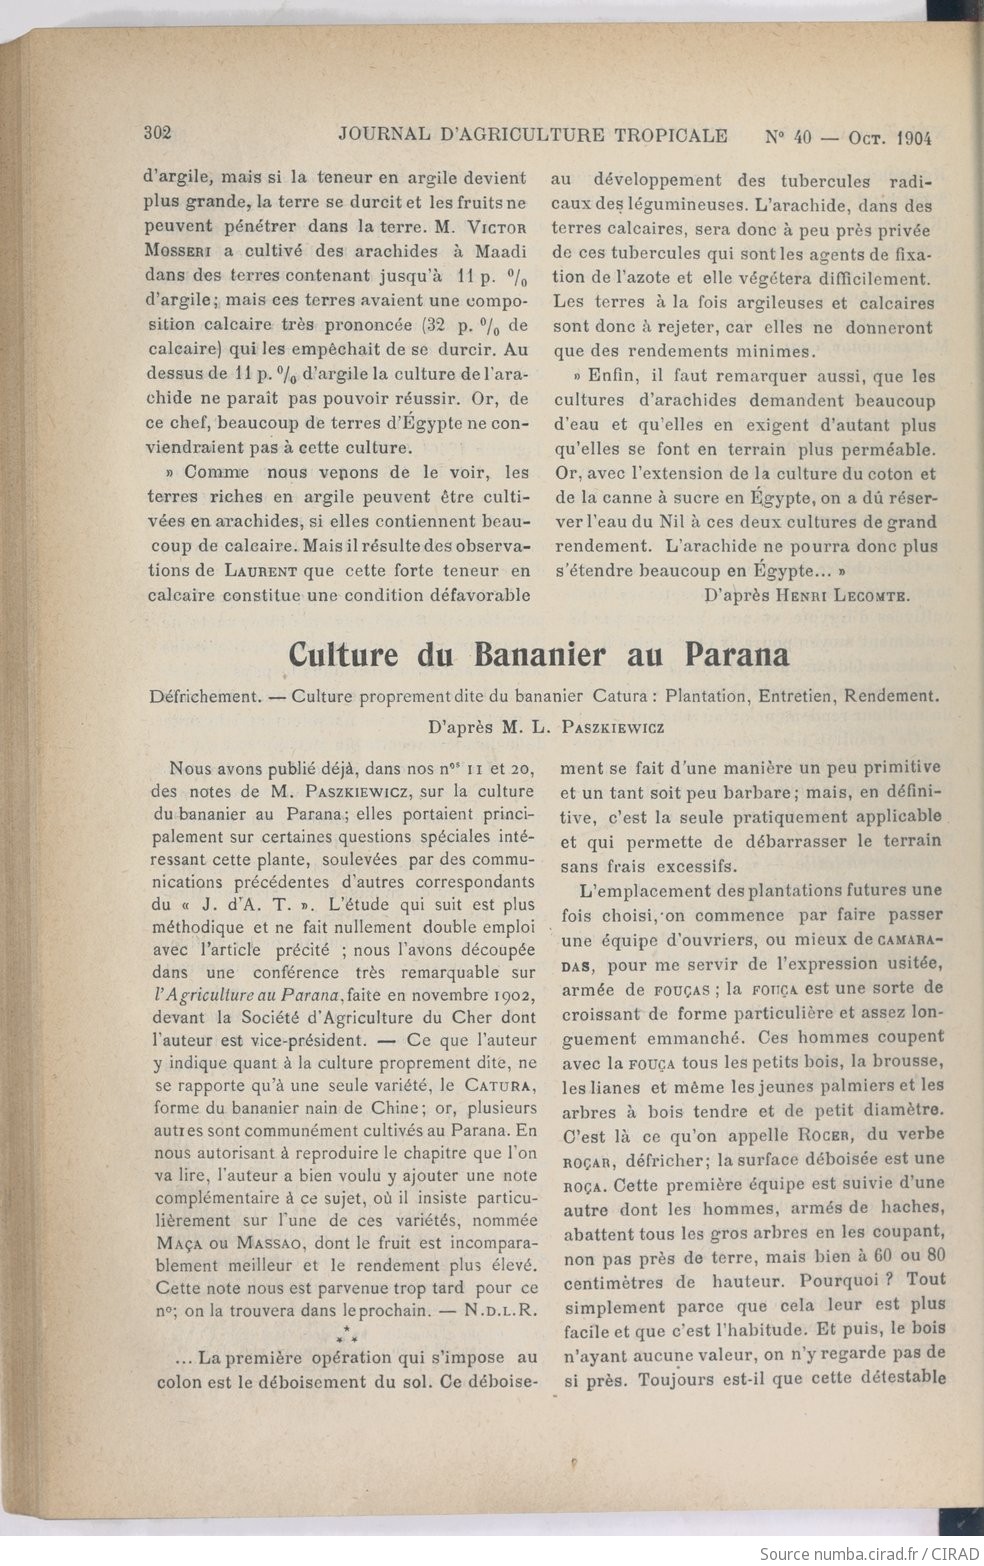 302 JOURNAL D'AGRICULTURE TROPICALE N° 40 — OCT. 1904
d'argile, mais si la teneur en argile devient
plus grande, la terre se durcit et les fruits ne
peuvent pénétrer dans la terre. M. VICTOR
MOSSERI a cultivé des arachides à Maadi
dans des terres contenant jusqu'à 11 p. %
d'argile; mais ces terres avaient une compo-
sition calcaire très prononcée (32 p. % de
calcaire) qui les empêchait de se durcir. Au
dessus de 11 p. % d'argile la culture de l'ara-
chide ne paraît pas pouvoir réussir. Or, de
ce chef, beaucoup de terres d'Égypte ne con-
viendraient pas à cette culture.
» Comme nous venons de le voir, les
terres riches en argile peuvent être culti-
vées en arachides, si elles contiennent beau-
coup de calcaire. Mais il résulte des observa-
tions de LAURENT que cette forte teneur en
calcaire constitue une condition défavorable
au développement des tubercules radi-
caux des légumineuses. L'arachide, dans des
terres calcaires, sera donc à peu près privée
de ces tubercules qui sont les agents de fixa-
tion de l'azote et elle végétera difficilement.
Les terres à la fois argileuses et calcaires
sont donc à rejeter, car elles ne donneront
que des rendements minimes.
» Enfin, il faut remarquer aussi, que les
cultures d'arachides demandent beaucoup
d'eau et qu'elles en exigent d'autant plus
qu'elles se font en terrain plus perméable.
Or, avec l'extension de la culture du coton et
de la canne à sucre en Égypte, on a dû réser-
ver l'eau du Nil à ces deux cultures de grand
rendement. L'arachide ne pourra donc plus
s'étendre beaucoup en Égypte... »
D'après HENRI LECOMTE.
Culture du Bananier au Parana
Défrichement. — Culture proprement dite du bananier Catura : Plantation, Entretien, Rendement.
D'après M. L. PASZKIEWICZ
Nous avons publié déjà, dans nos nos 11 et 20,
des notes de M. PASZKIEWICZ, sur la culture
du bananier au Parana; elles portaient princi-
palement sur certaines questions spéciales inté-
ressant cette plante, soulevées par des commu-
nications précédentes d'autres correspondants
du « J. d'A. T. ». L'étude qui suit est plus
méthodique et ne fait nullement double emploi
avec l'article précité ; nous l'avons découpée
dans une conférence très remarquable sur
l'Agriculture au Parana, faite en novembre 1902,
devant la Société d'Agriculture du Cher dont
l'auteur est vice-président. — Ce que l'auteur
y indique quant à la culture proprement dite, ne
se rapporte qu'à une seule variété, le CATURA,
forme du bananier nain de Chine; or, plusieurs
autres sont communément cultivés au Parana. En
nous autorisant à reproduire le chapitre que l'on
va lire, l'auteur a bien voulu y ajouter une note
complémentaire à ce sujet, où il insiste particu-
lièrement sur l'une de ces variétés, nommée
MAÇA ou MASSAO, dont le fruit est incompara-
blement meilleur et le rendement plus élevé.
Cette note nous est parvenue trop tard pour ce
n°; on la trouvera dans le prochain. — N.D.L.R.
* * *
... La première opération qui s'impose au
colon est le déboisement du sol. Ce déboise-
ment se fait d'une manière un peu primitive
et un tant soit peu barbare; mais, en défini-
tive, c'est la seule pratiquement applicable
et qui permette de débarrasser le terrain
sans frais excessifs.
L'emplacement des plantations futures une
fois choisi, on commence par faire passer
une équipe d'ouvriers, ou mieux de CAMARA-
DAS, pour me servir de l'expression usitée,
armée de FOUÇAS ; la FOUÇA est une sorte de
croissant de forme particulière et assez lon-
guement emmanché. Ces hommes coupent
avec la FOUÇA tous les petits bois, la brousse,
les lianes et même les jeunes palmiers et les
arbres à bois tendre et de petit diamètre.
C'est là ce qu'on appelle ROCER, du verbe
ROÇAR, défricher; la surface déboisée est une
ROÇA. Cette première équipe est suivie d'une
autre dont les hommes, armés de haches,
abattent tous les gros arbres en les coupant,
non pas près de terre, mais bien à 60 ou 80
centimètres de hauteur. Pourquoi ? Tout
simplement parce que cela leur est plus
facile et que c'est l'habitude. Et puis, le bois
n'ayant aucune valeur, on n'y regarde pas de
si près. Toujours est-il que cette détestable
Source numba.cirad.fr / CIRAD